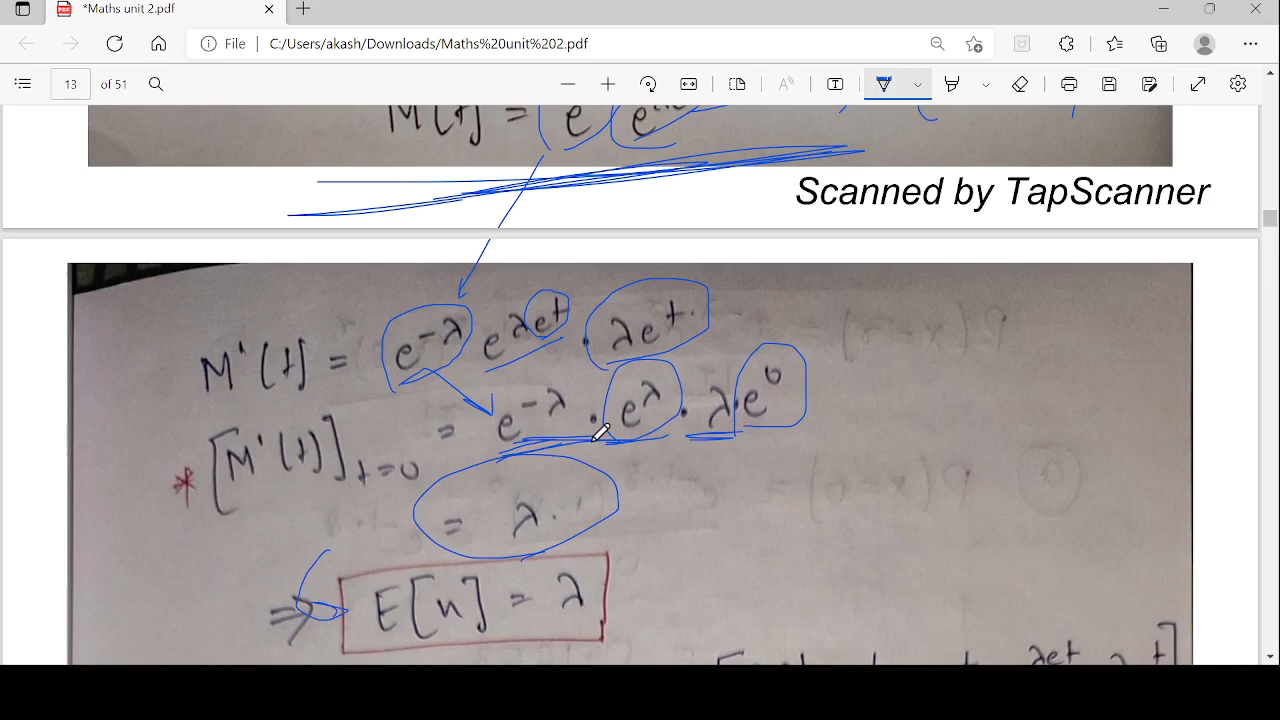 *Maths unit 2.pdf
File C:/Users/akash/Downloads/Maths%20unit%202.pdf
13 of 51
M(t) = e
Scanned by TapScanner
M'(t) = e^{-λ} e^{λe^t} · λe^t.
*[M'(t)]_{t=0} = e^{-λ} · e^λ · λ · e^0
= λ..
⇒ E[n] = λ